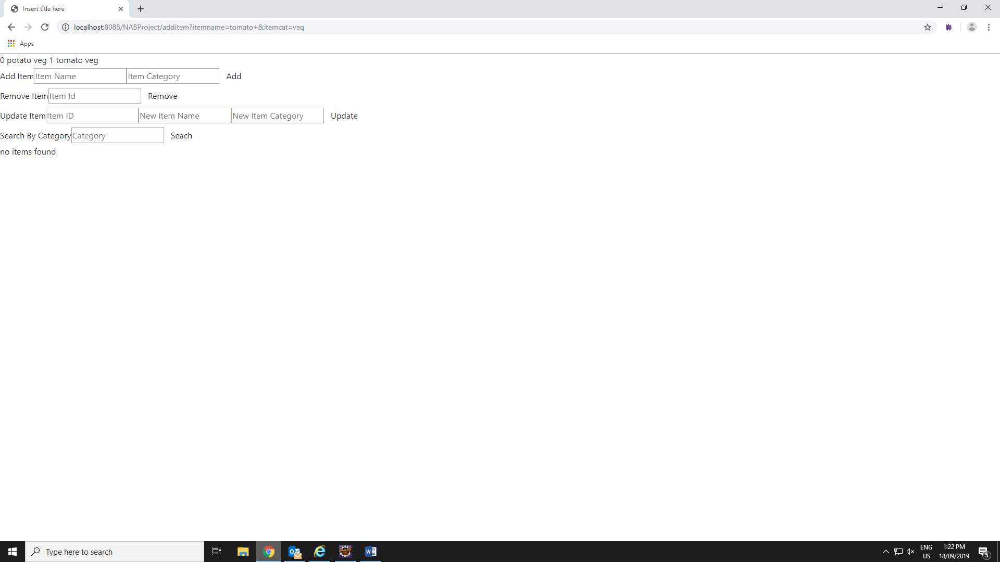 Insert title here
localhost:8088/NABProject/additem?itemname=tomato+&itemcat=veg
Apps
0 potato veg 1 tomato veg
Add Item Item Name Item Category Add
Remove Item Item Id Remove
Update Item Item ID New Item Name New Item Category Update
Search By Category Category Seach
no items found
Type here to search
ENG
US
1:22 PM
18/09/2019
5